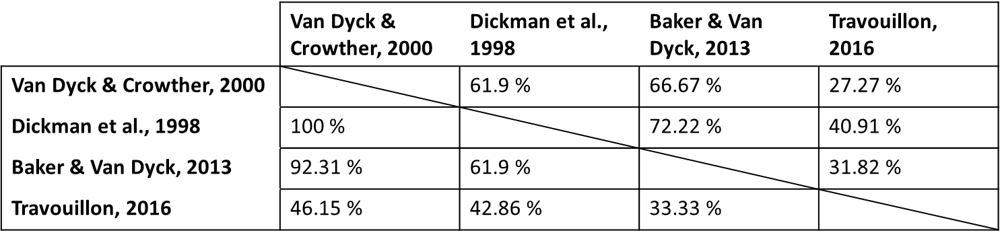 Van Dyck & Crowther, 2000 Dickman et al., 1998 Baker & Van Dyck, 2013 Travouillon, 2016
Van Dyck & Crowther, 2000 61.9 % 66.67 % 27.27 %
Dickman et al., 1998 100 % 72.22 % 40.91 %
Baker & Van Dyck, 2013 92.31 % 61.9 % 31.82 %
Travouillon, 2016 46.15 % 42.86 % 33.33 %